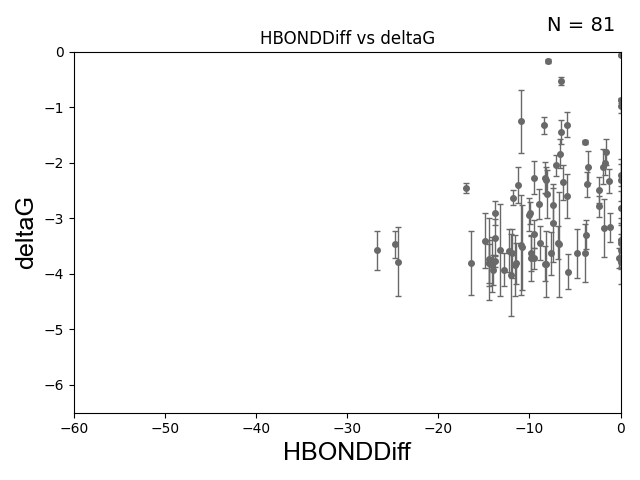 N = 81
HBONDDiff vs deltaG
0
−1
−2
−3
−4
−5
−6
deltaG
−60 −50 −40 −30 −20 −10 0
HBONDDiff